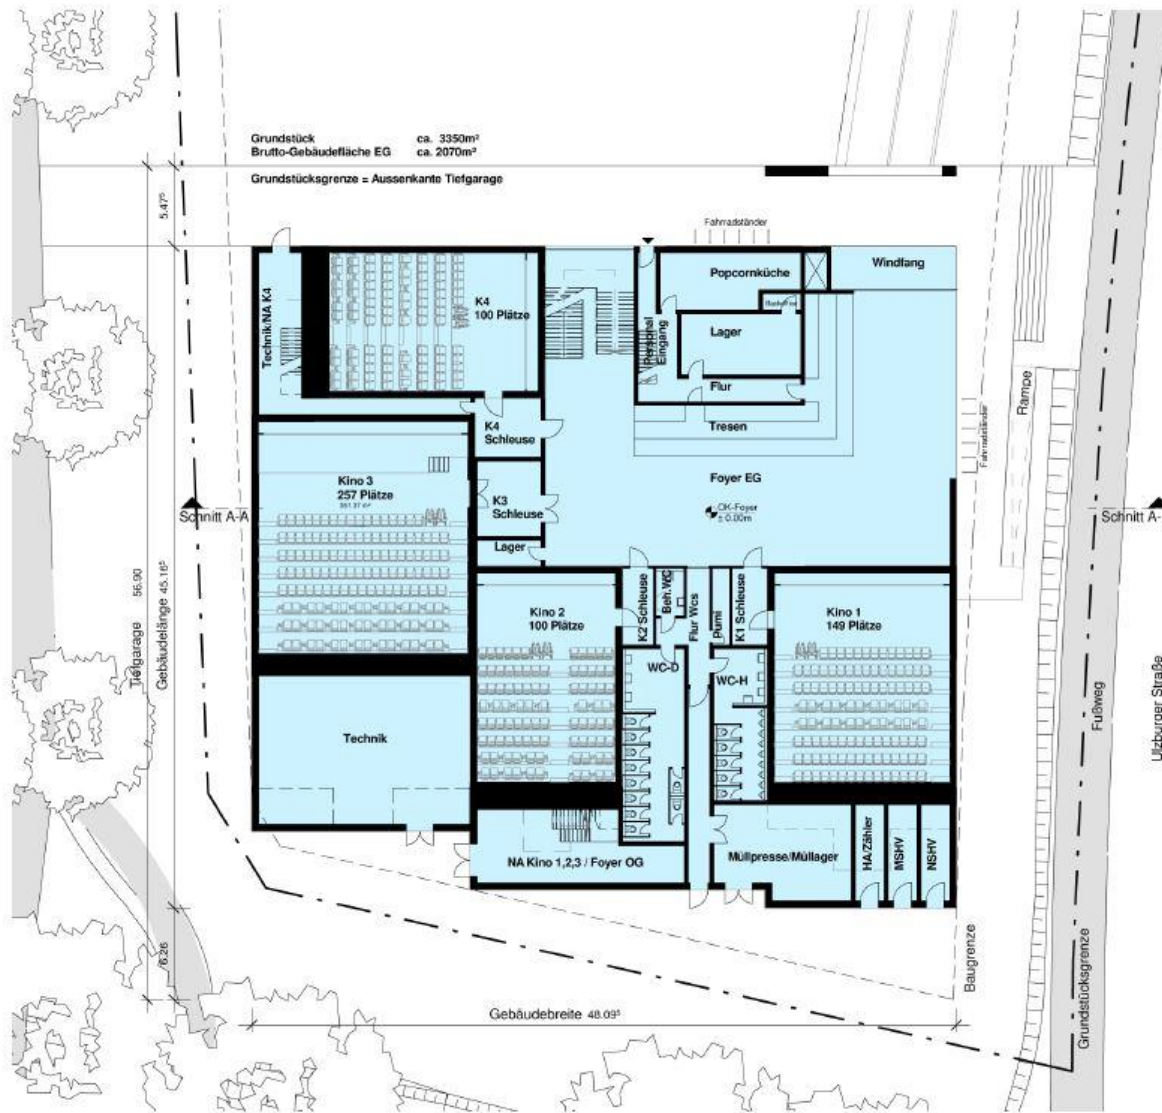 Grundstück ca. 3350m²
Brutto-Gebäudefläche EG ca. 2070m²
Grundstücksgrenze = Aussenkante Tiefgarage
5.47⁵
Fahrradständer
Windfang
Popcornküche
Technik/NA K4
K4
100 Plätze
Personal
Eingang
Lager
Flur
Tresen
Rampe
Fahrradständer
K4
Schleuse
Kino 3
257 Plätze
Foyer EG
K3
Schleuse
OK-Foyer
± 0.00m
Schnitt A-A
Schnitt A-
Lager
Tiefgarage 56.90
Gebäudelänge 45.16⁵
K2 Schleuse
Beh.WC
Flur Wcs
Pumi
K1 Schleuse
Kino 2
100 Plätze
Kino 1
149 Plätze
WC-D
WC-H
Technik
Fußweg
Ulzburger Straße
NA Kino 1,2,3 / Foyer OG
Müllpresse/Müllager
HA/Zähler
MSHV
NSHV
6.26
Baugrenze
Grundstücksgrenze
Gebäudebreite 48.09⁵